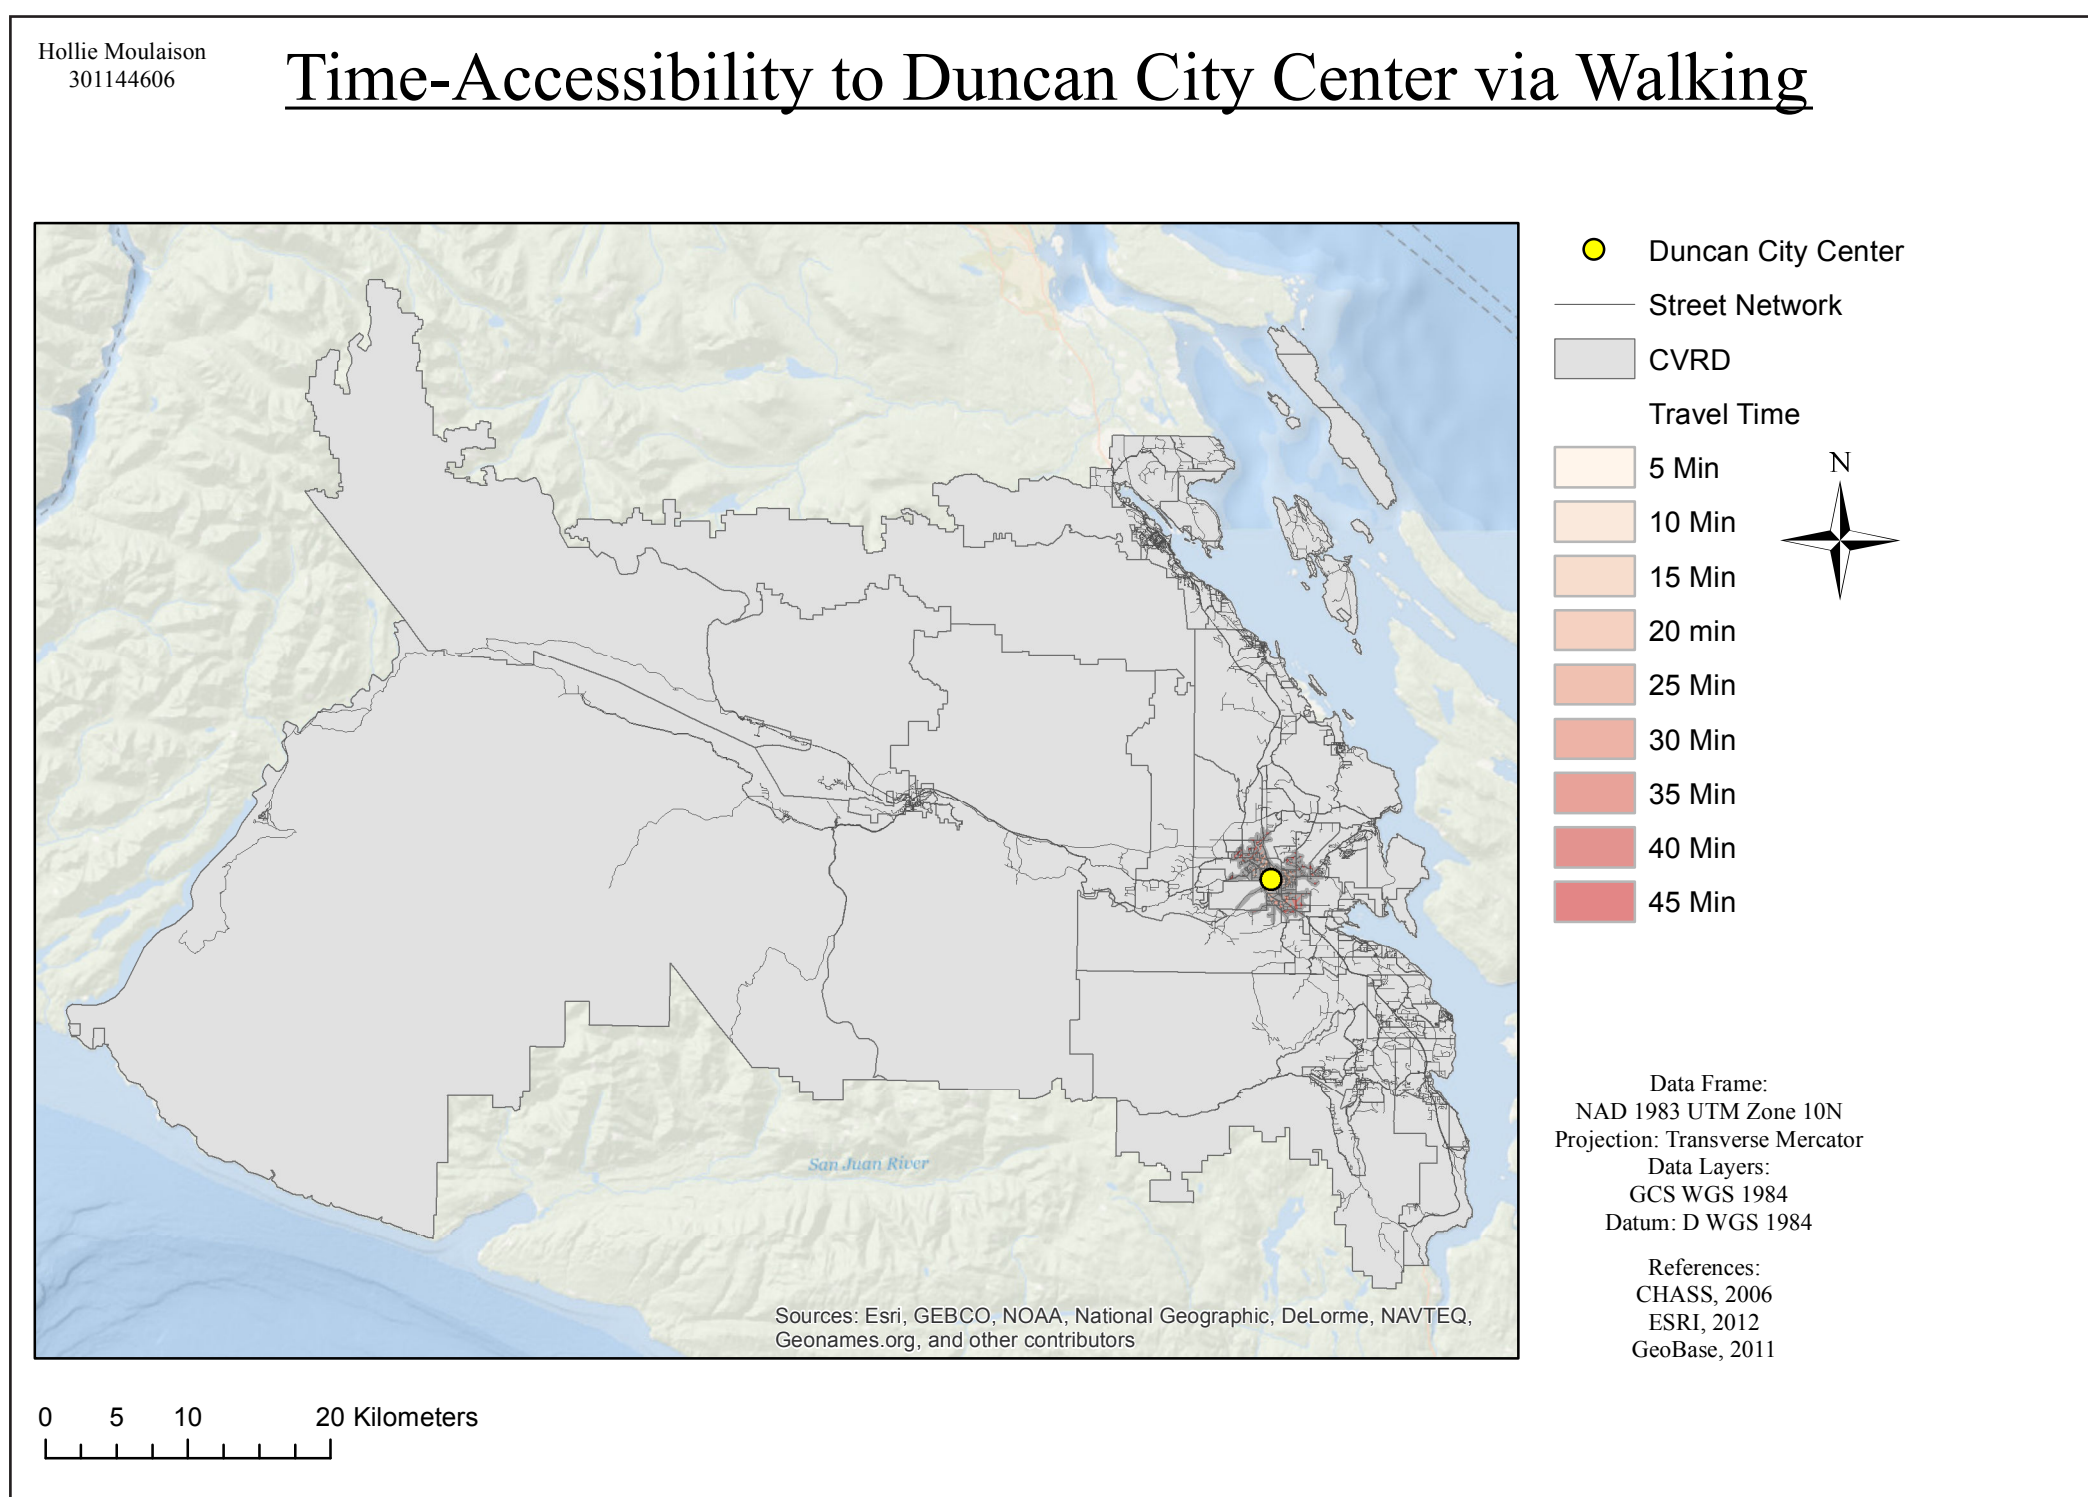 Hollie Moulaison
301144606
Time-Accessibility to Duncan City Center via Walking
Duncan City Center
Street Network
CVRD
Travel Time
5 Min
10 Min
15 Min
20 min
25 Min
30 Min
35 Min
40 Min
45 Min
N
San Juan River
Sources: Esri, GEBCO, NOAA, National Geographic, DeLorme, NAVTEQ,
Geonames.org, and other contributors
Data Frame:
NAD 1983 UTM Zone 10N
Projection: Transverse Mercator
Data Layers:
GCS WGS 1984
Datum: D WGS 1984
References:
CHASS, 2006
ESRI, 2012
GeoBase, 2011
0 5 10 20 Kilometers